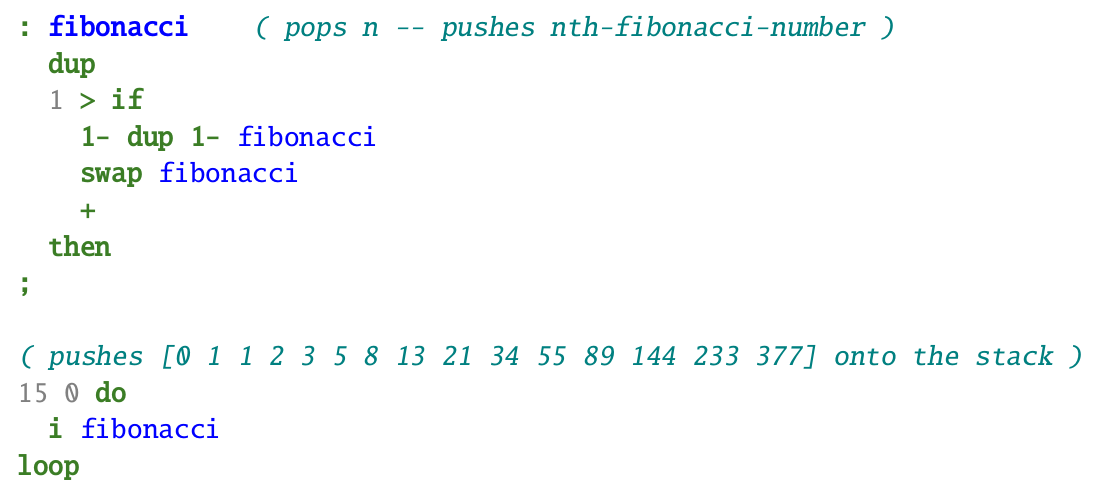 : fibonacci    ( pops n -- pushes nth-fibonacci-number )
  dup
  1 > if
    1- dup 1- fibonacci
    swap fibonacci
    +
  then
;

( pushes [0 1 1 2 3 5 8 13 21 34 55 89 144 233 377] onto the stack )
15 0 do
  i fibonacci
loop